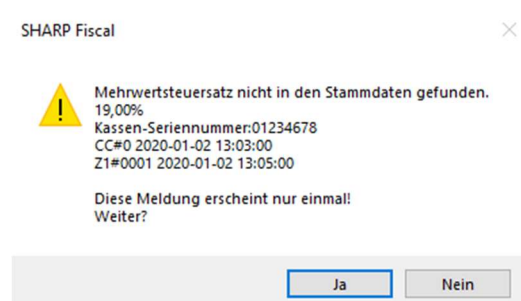 SHARP Fiscal
Mehrwertsteuersatz nicht in den Stammdaten gefunden.
19,00%
Kassen-Seriennummer:01234678
CC#0 2020-01-02 13:03:00
Z1#0001 2020-01-02 13:05:00
Diese Meldung erscheint nur einmal!
Weiter?
Ja
Nein